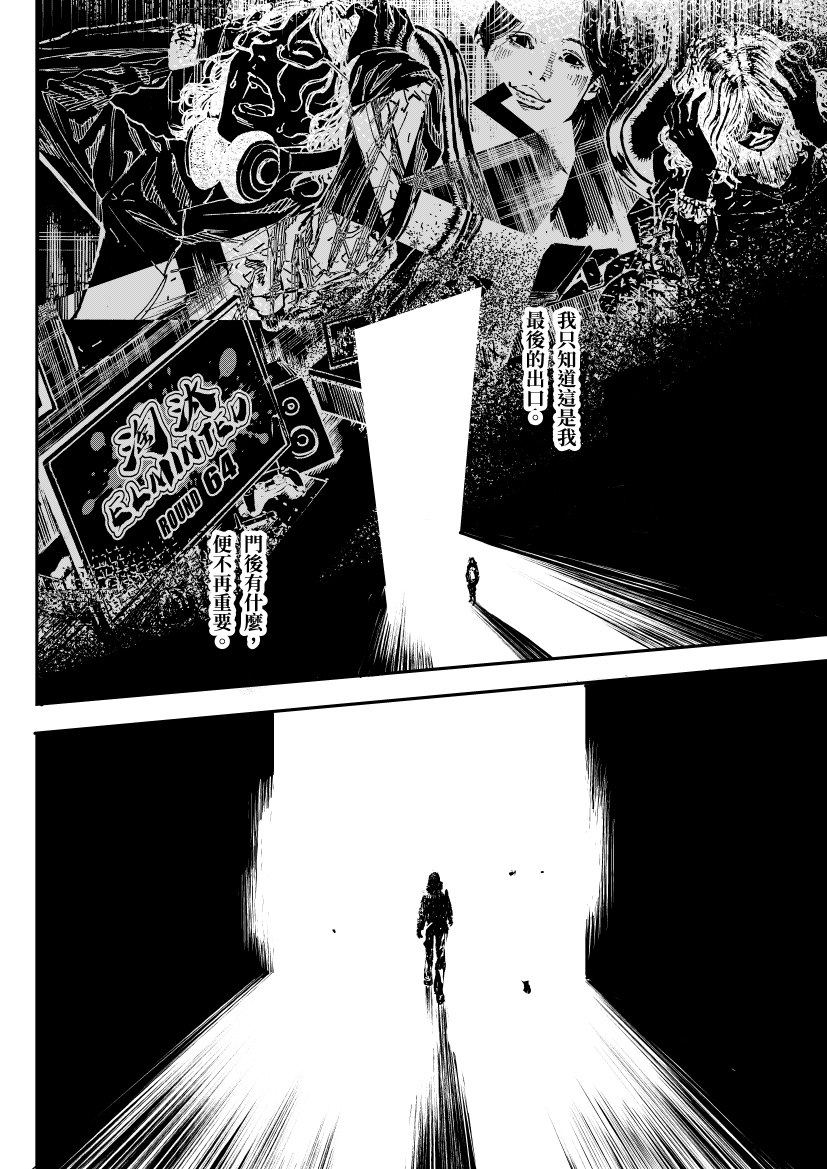 我只知道這是我
最後的出口。
淘汰
ELMINTED
ROUND 64
門後有什麼，
便不再重要。